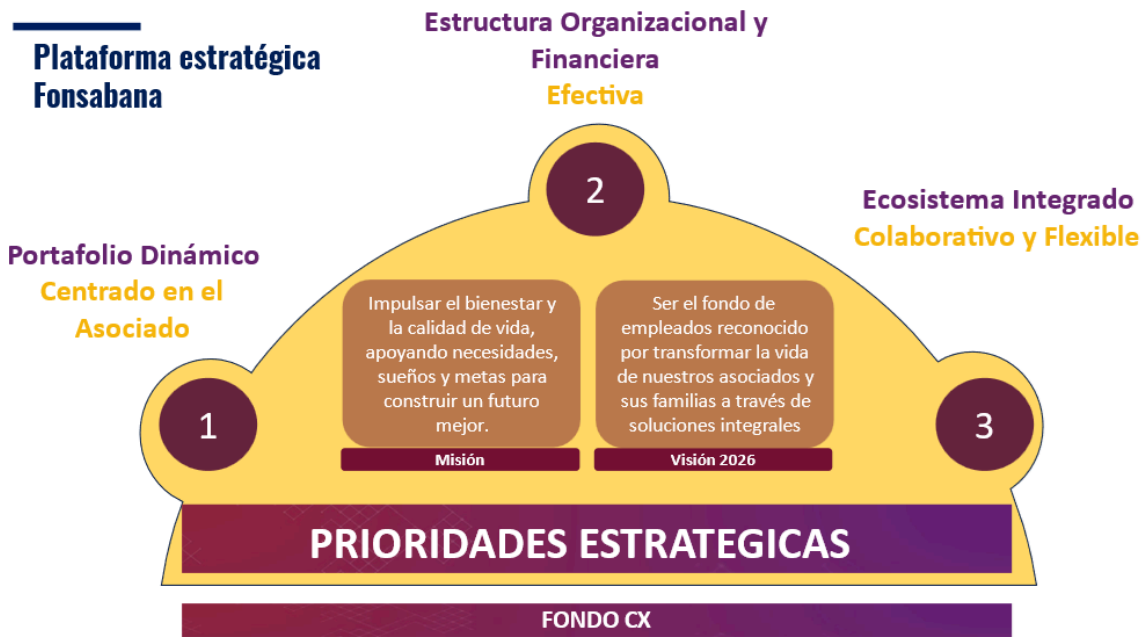 Plataforma estratégica
Fonsabana
Estructura Organizacional y
Financiera
Efectiva
2
Ecosistema Integrado
Colaborativo y Flexible
Portafolio Dinámico
Centrado en el
Asociado
Impulsar el bienestar y
la calidad de vida,
apoyando necesidades,
sueños y metas para
construir un futuro
mejor.
Misión
Ser el fondo de
empleados reconocido
por transformar la vida
de nuestros asociados y
sus familias a través de
soluciones integrales
Visión 2026
1
3
PRIORIDADES ESTRATEGICAS
FONDO CX